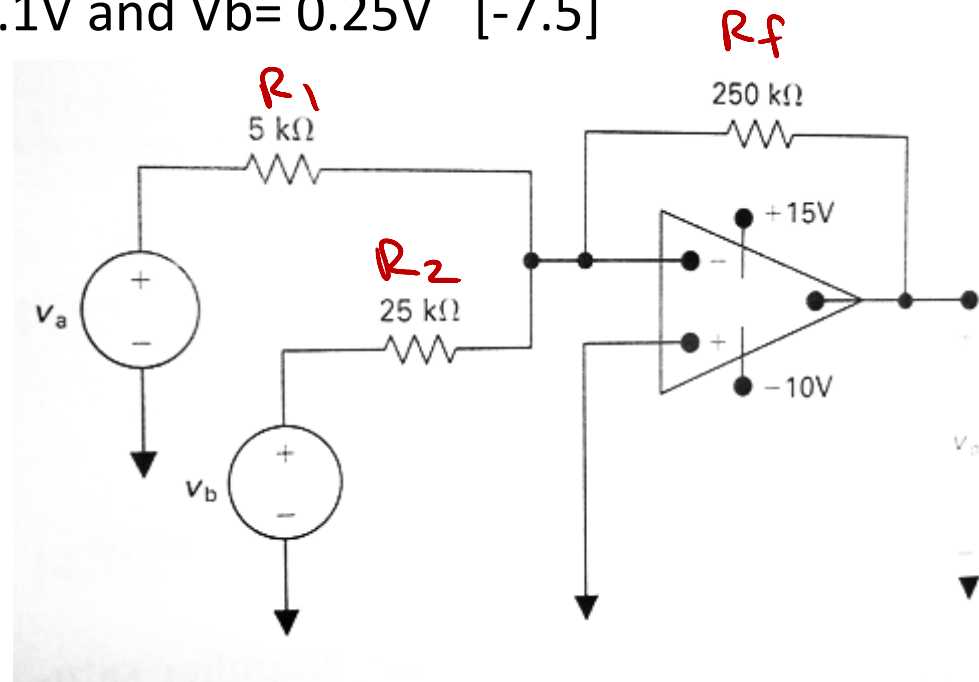 .1V and Vb= 0.25V [-7.5]
Rf
250 kΩ
R1
5 kΩ
+15V
+
-
R2
25 kΩ
va
-
+
-10V
+
vb
-
vo